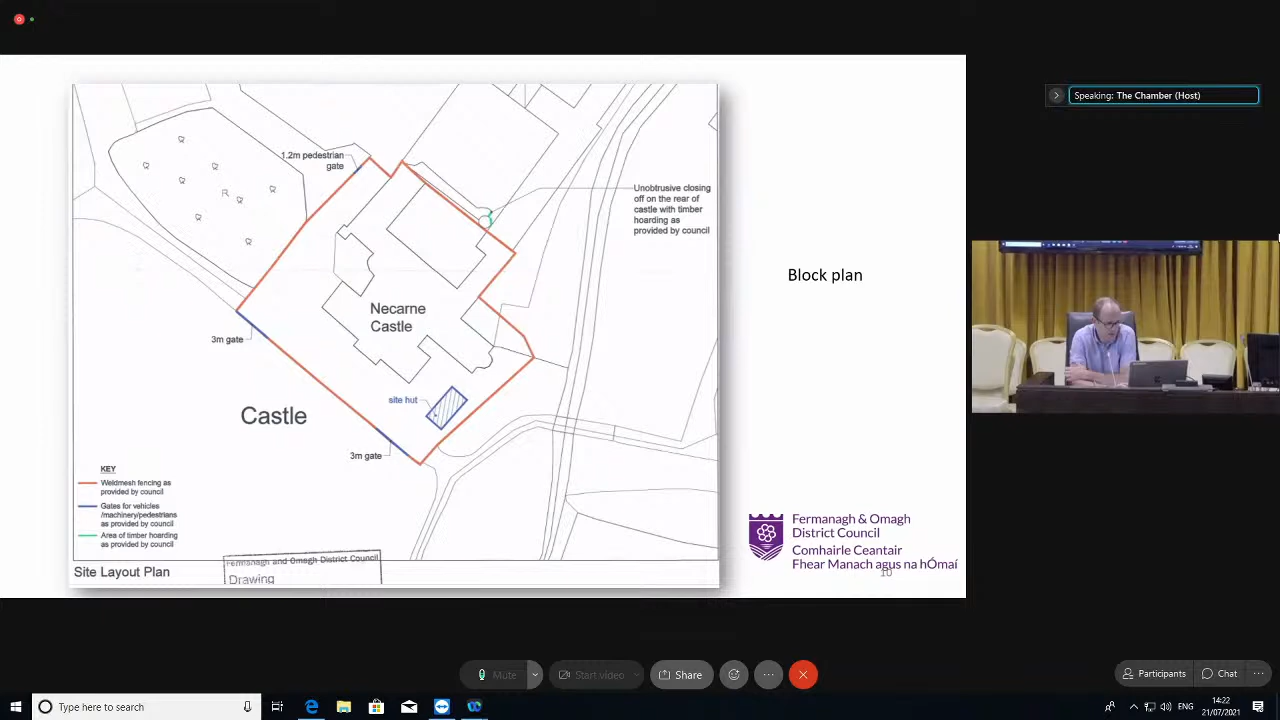 Speaking: The Chamber (Host)
1.2m pedestrian
gate
Unobtrusive closing
off on the rear of
castle with timber
hoarding as
provided by council
R
Block plan
Necarne
Castle
3m gate
site hut
Castle
3m gate
KEY
Weldmesh fencing as
provided by council
Gates for vehicles
/machinery/pedestrians
as provided by council
Area of timber hoarding
as provided by council
Fermanagh & Omagh
District Council
Comhairle Ceantair
Fhear Manach agus na hÓmaí
10
Fermanagh and Omagh District Council
Site Layout Plan
Drawing
Mute
Start video
Share
Participants
Chat
Type here to search
ENG
14:22
21/07/2021